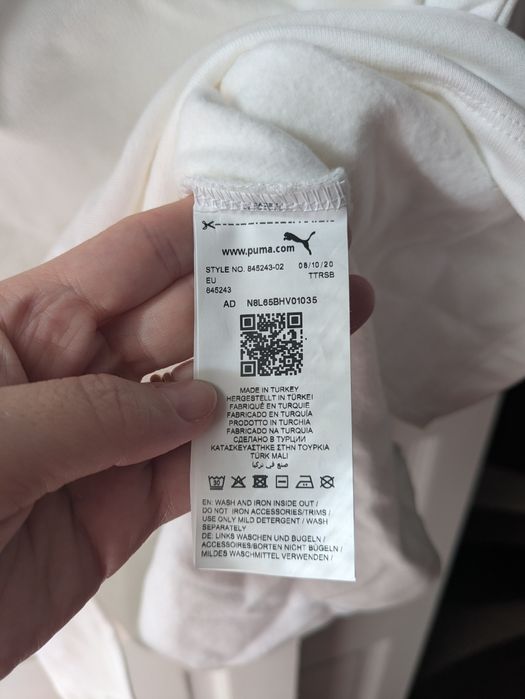 www.puma.com
STYLE NO. 845243-02 08/10/20
EU TTRSB
845243
AD N8L65BHV01035
MADE IN TURKEY
HERGESTELLT IN TÜRKEI
FABRIQUÉ EN TURQUIE
FABRICADO EN TURQUÍA
PRODOTTO IN TURCHIA
FABRICADO NA TURQUIA
СДЕЛАНО В ТУРЦИИ
ΚΑΤΑΣΚΕΥΑΣΤΗΚΕ ΣΤΗΝ ΤΟΥΡΚΙΑ
TÜRK MALI
صنع في تركيا
EN: WASH AND IRON INSIDE OUT /
DO NOT IRON ACCESSORIES/TRIMS /
USE ONLY MILD DETERGENT / WASH
SEPARATELY
DE: LINKS WASCHEN UND BÜGELN /
ACCESSOIRES/BORTEN NICHT BÜGELN /
MILDES WASCHMITTEL VERWENDEN /